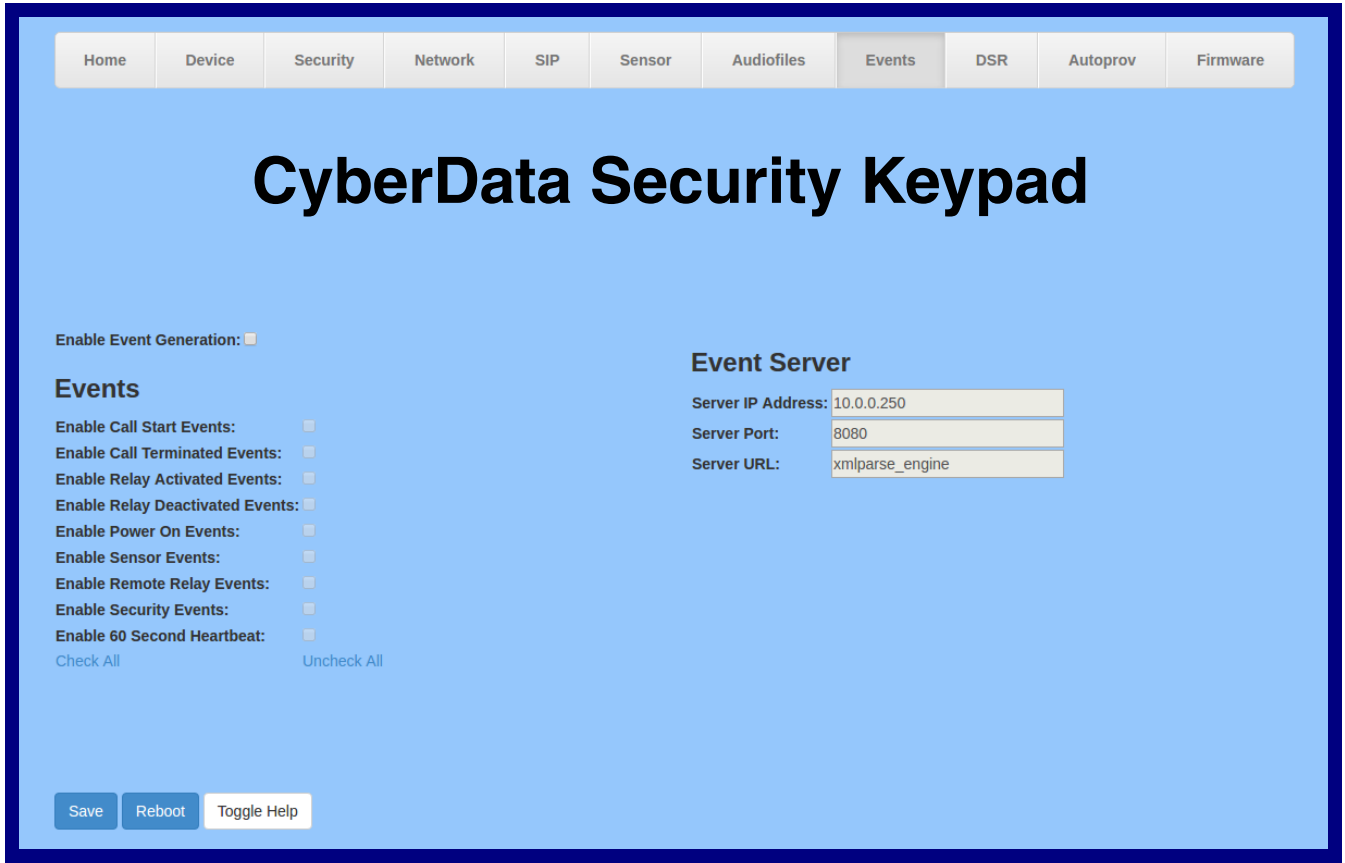 Home Device Security Network SIP Sensor Audiofiles Events DSR Autoprov Firmware
CyberData Security Keypad
Enable Event Generation:
Events
Enable Call Start Events:
Enable Call Terminated Events:
Enable Relay Activated Events:
Enable Relay Deactivated Events:
Enable Power On Events:
Enable Sensor Events:
Enable Remote Relay Events:
Enable Security Events:
Enable 60 Second Heartbeat:
Check All Uncheck All
Event Server
Server IP Address: 10.0.0.250
Server Port: 8080
Server URL: xmlparse_engine
Save Reboot Toggle Help